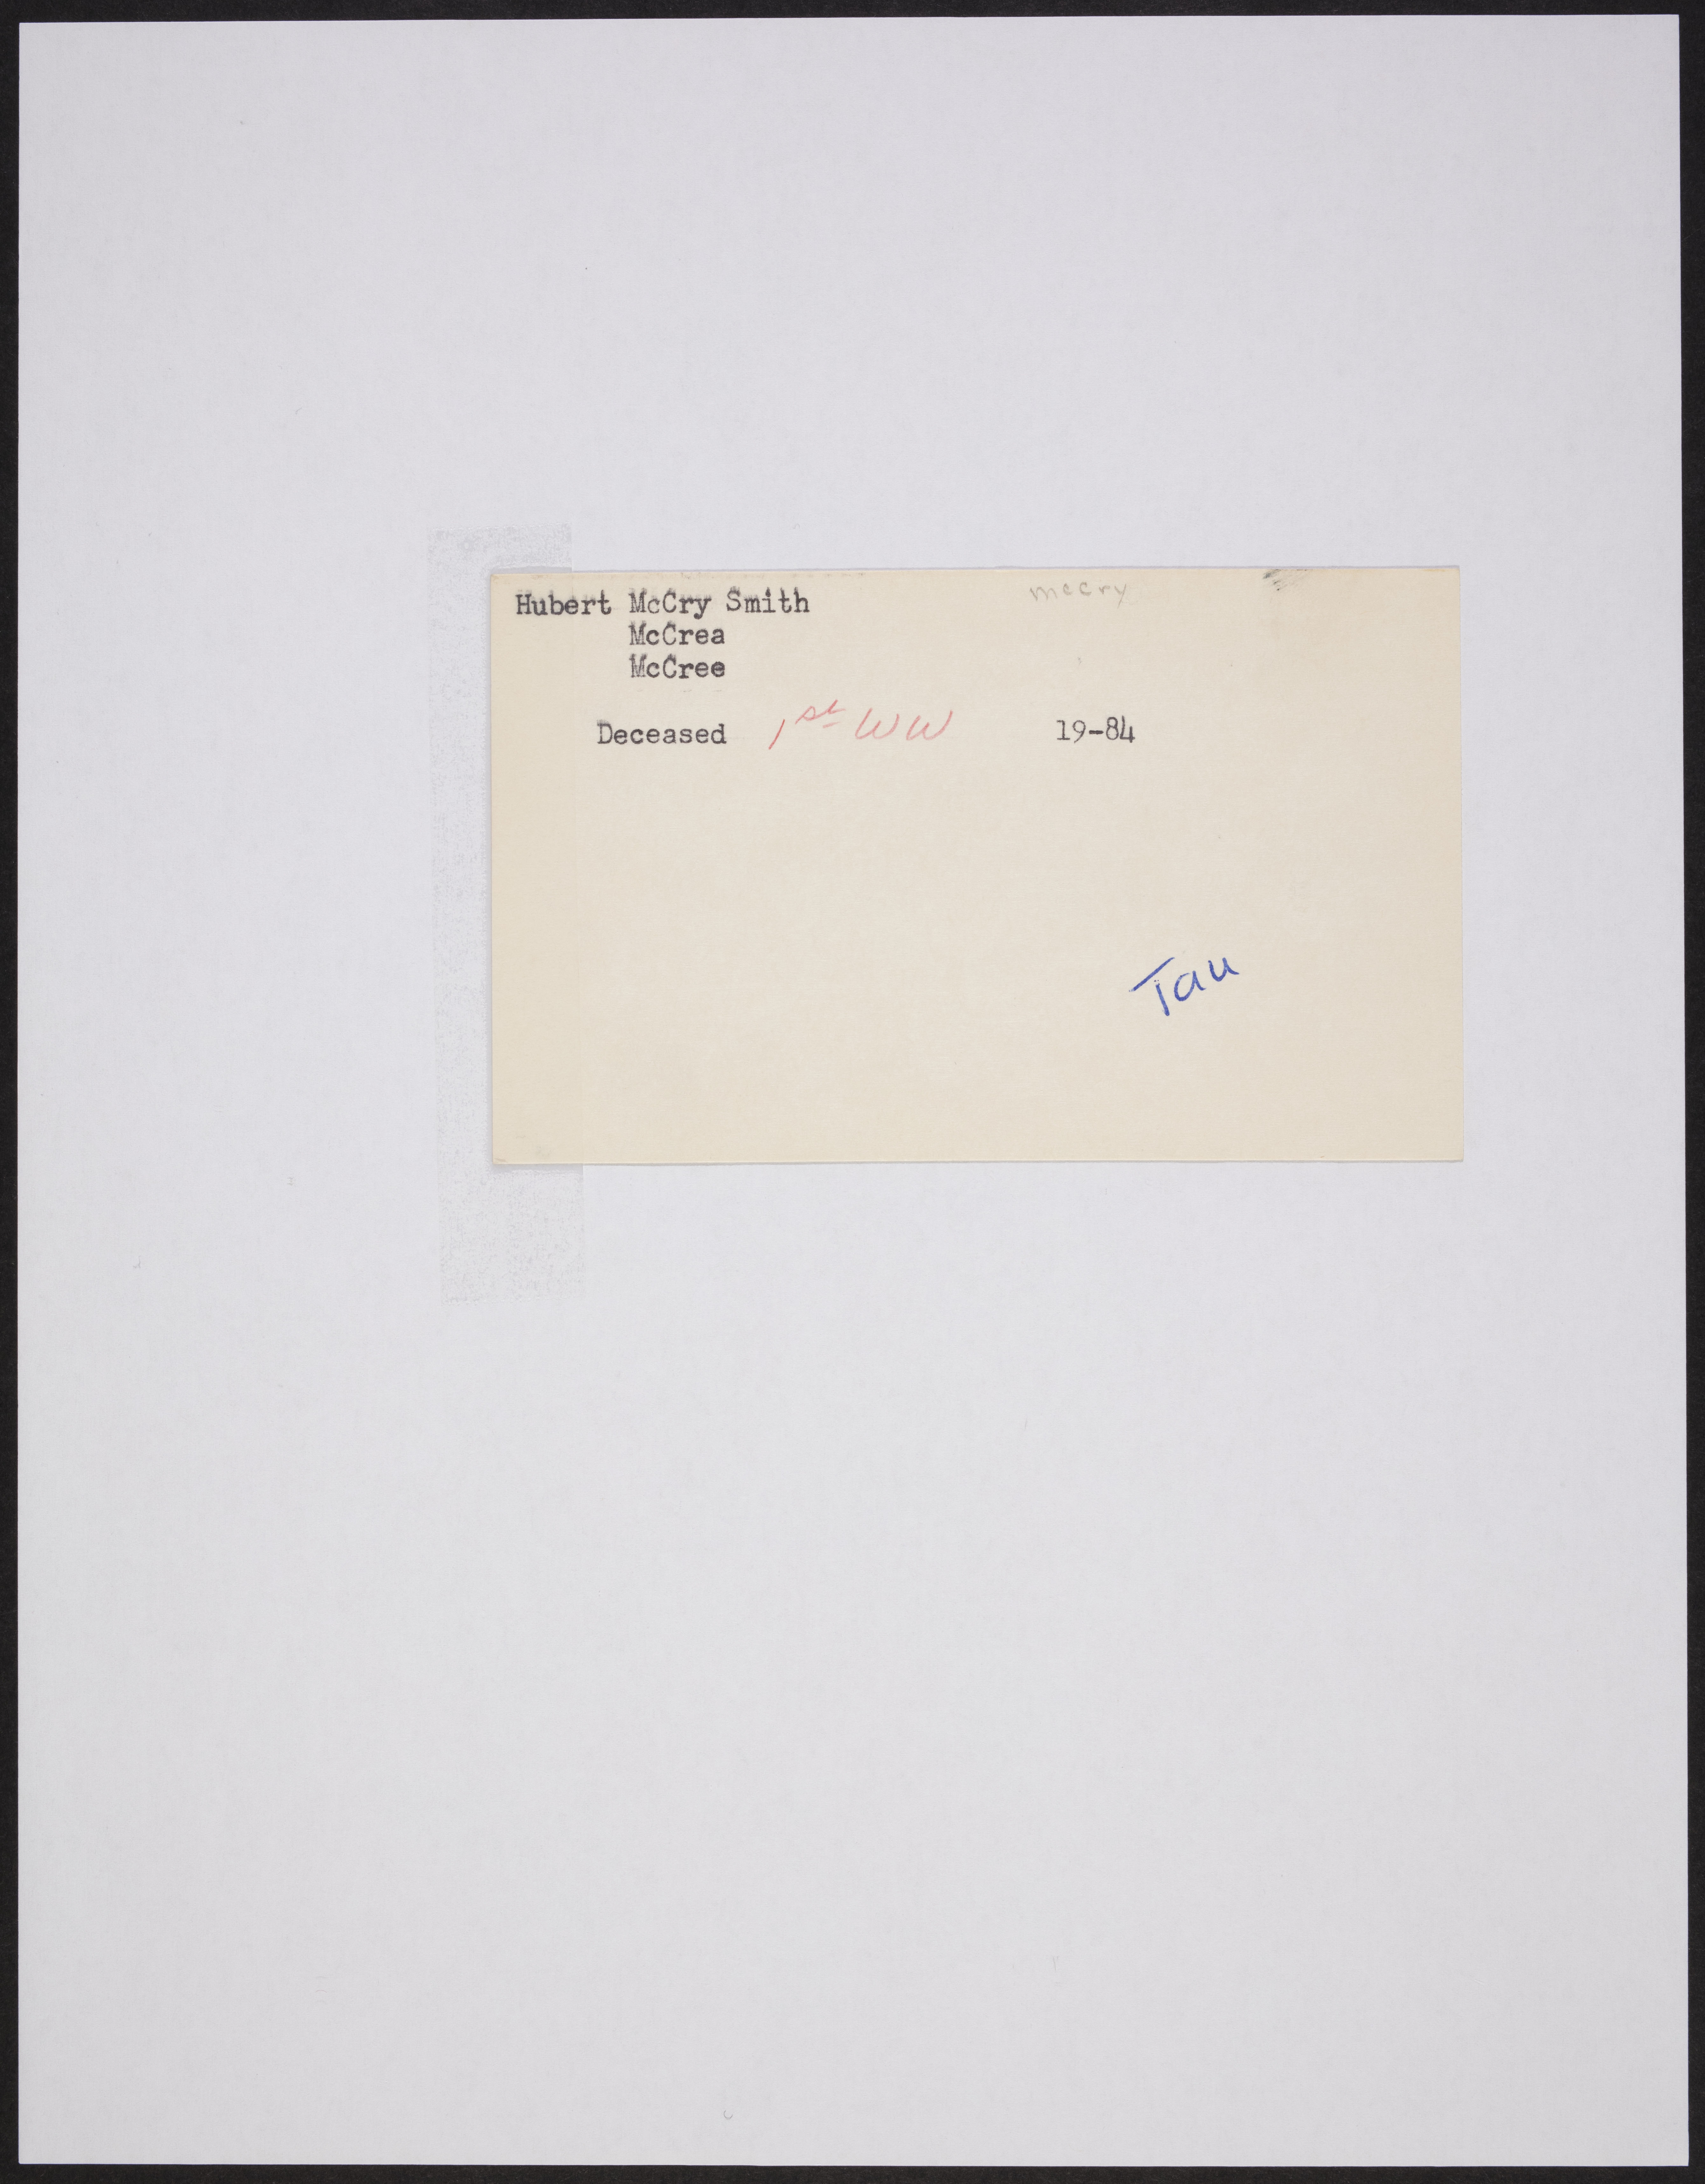 Hubert McCry Smith mccry
McCrea
McCree
Deceased 1st WW 19-84
Tau